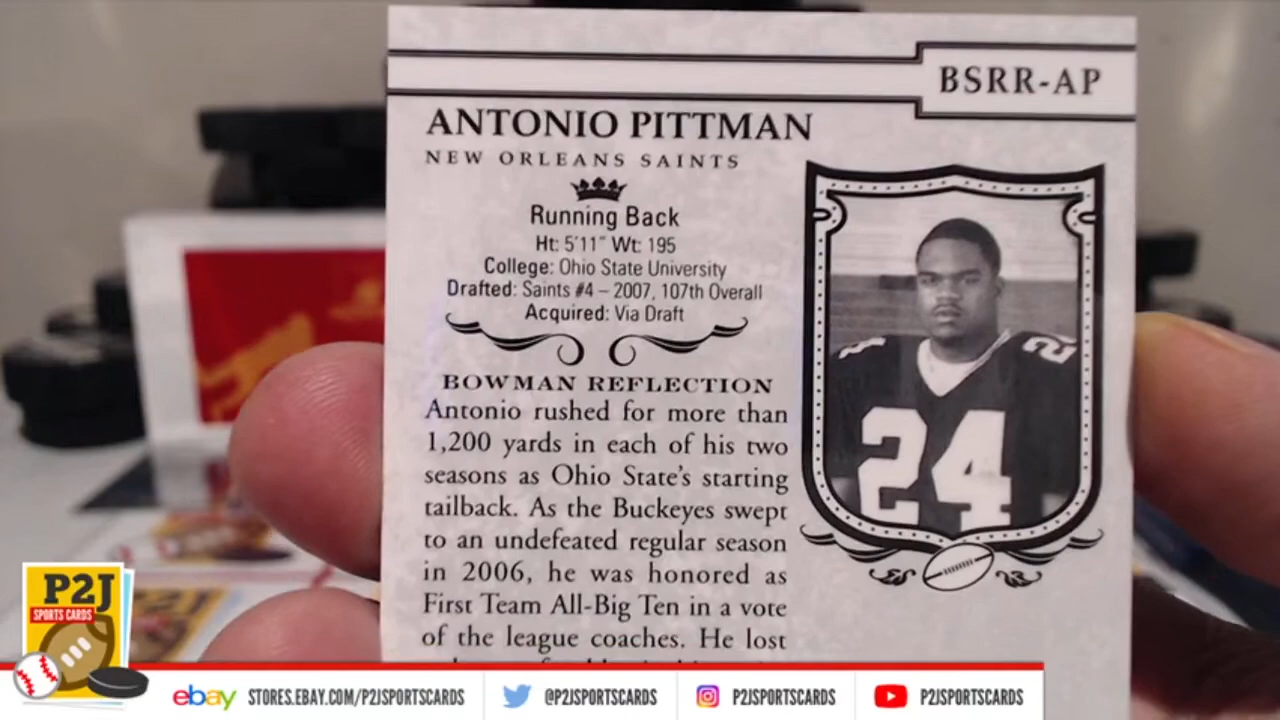 BSRR-AP
ANTONIO PITTMAN
NEW ORLEANS SAINTS
Running Back
Ht: 5'11" Wt: 195
College: Ohio State University
Drafted: Saints #4 – 2007, 107th Overall
Acquired: Via Draft
BOWMAN REFLECTION
Antonio rushed for more than
1,200 yards in each of his two
seasons as Ohio State's starting
tailback. As the Buckeyes swept
to an undefeated regular season
in 2006, he was honored as
First Team All-Big Ten in a vote
of the league coaches. He lost
24
24
P2J
SPORTS CARDS
P2J
ebay STORES.EBAY.COM/P2JSPORTSCARDS
@P2JSPORTSCARDS
P2JSPORTSCARDS
P2JSPORTSCARDS